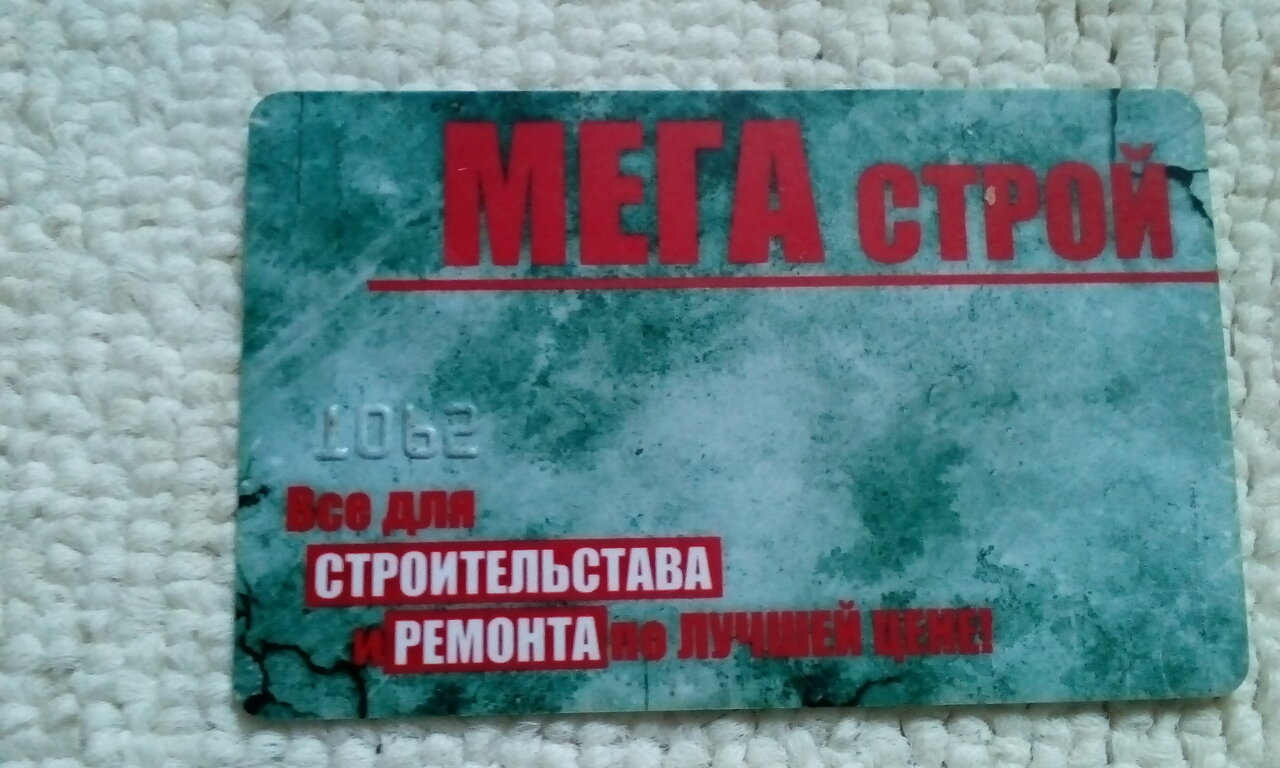 МЕГА СТРОЙ
1062
Все для
СТРОИТЕЛЬСТАВА
и РЕМОНТА по ЛУЧШЕЙ ЦЕНЕ!